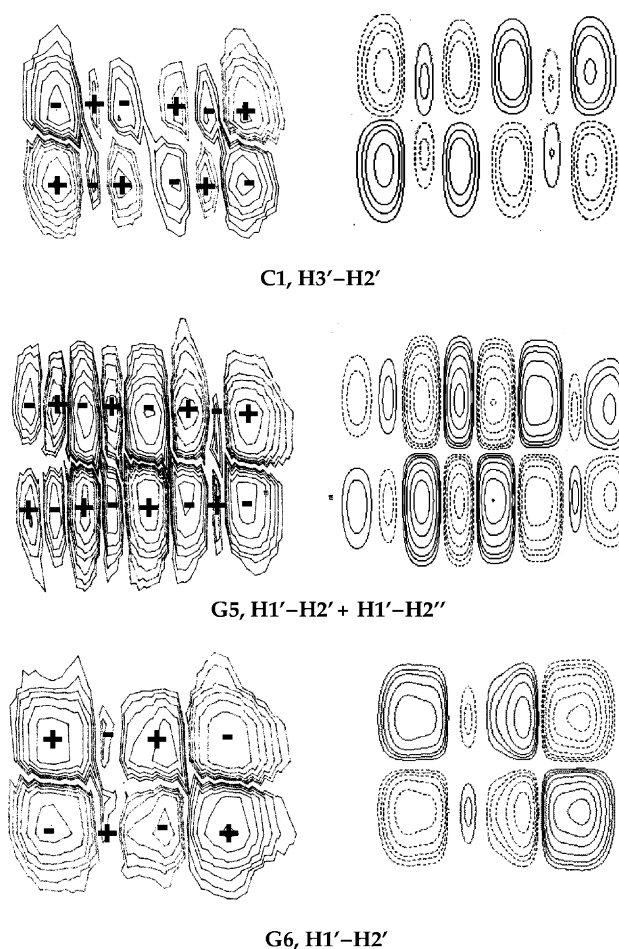 - + - + - +
+ - + - + -
C1, H3′–H2′
- + - + - + - +
+ - + - + - + -
G5, H1′–H2′ + H1′–H2′′
+ - + -
- + - +
G6, H1′–H2′